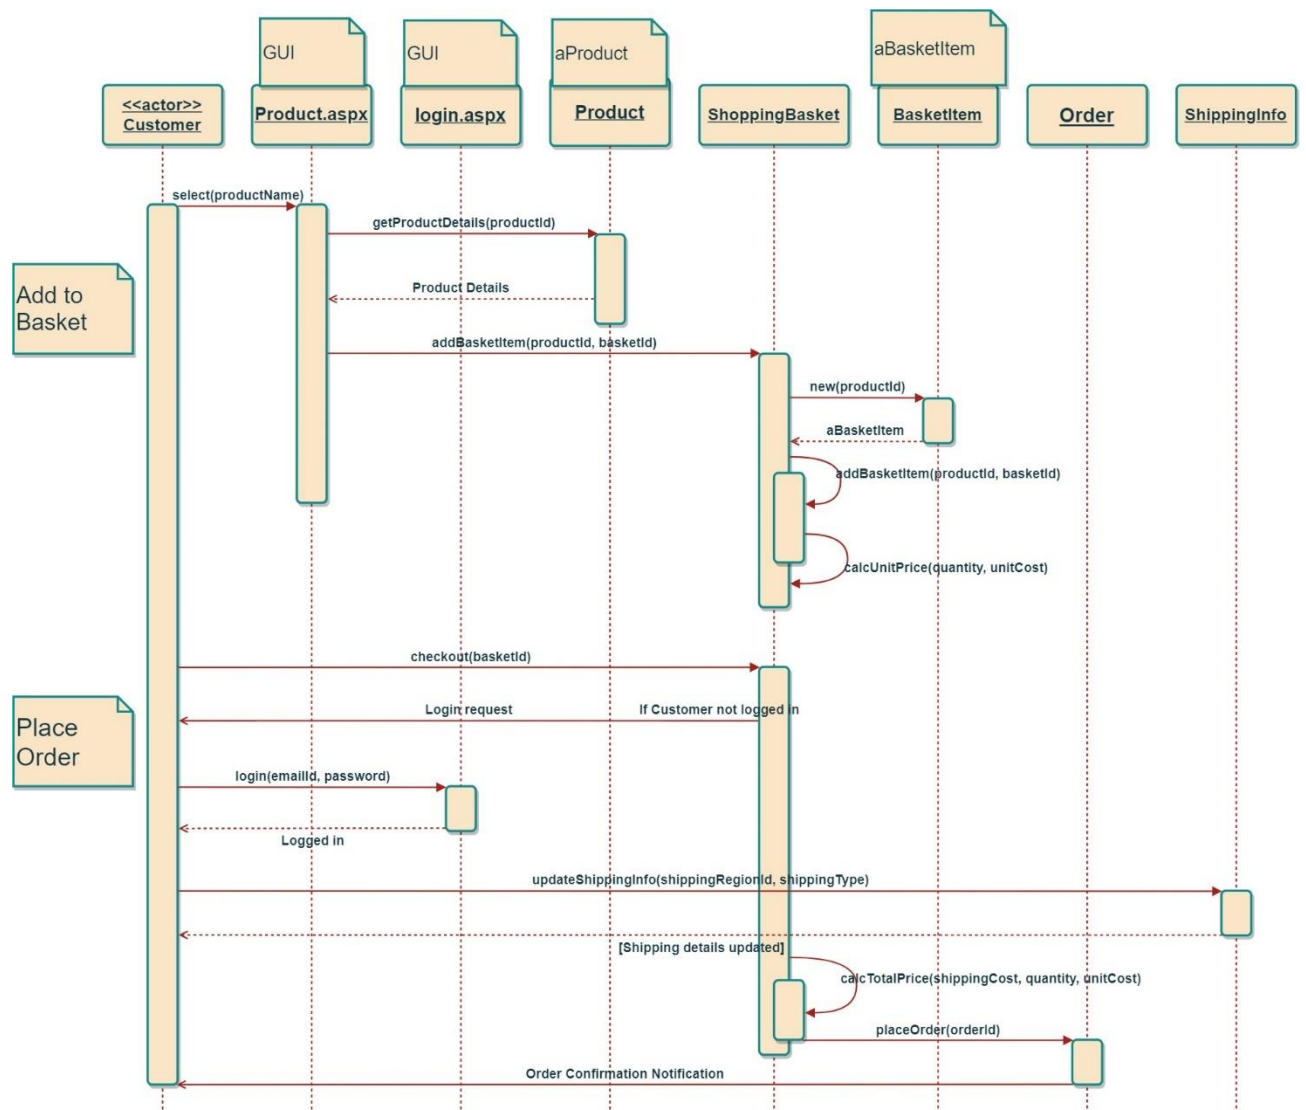 GUI
GUI
aProduct
aBasketItem
<<actor>>
Customer
Product.aspx
login.aspx
Product
ShoppingBasket
BasketItem
Order
ShippingInfo
select(productName)
getProductDetails(productId)
Add to
Basket
Product Details
addBasketItem(productId, basketId)
new(productId)
aBasketItem
addBasketItem(productId, basketId)
calcUnitPrice(quantity, unitCost)
checkout(basketId)
Place
Order
Login request
If Customer not logged in
login(emailId, password)
Logged in
updateShippingInfo(shippingRegionId, shippingType)
[Shipping details updated]
calcTotalPrice(shippingCost, quantity, unitCost)
placeOrder(orderId)
Order Confirmation Notification